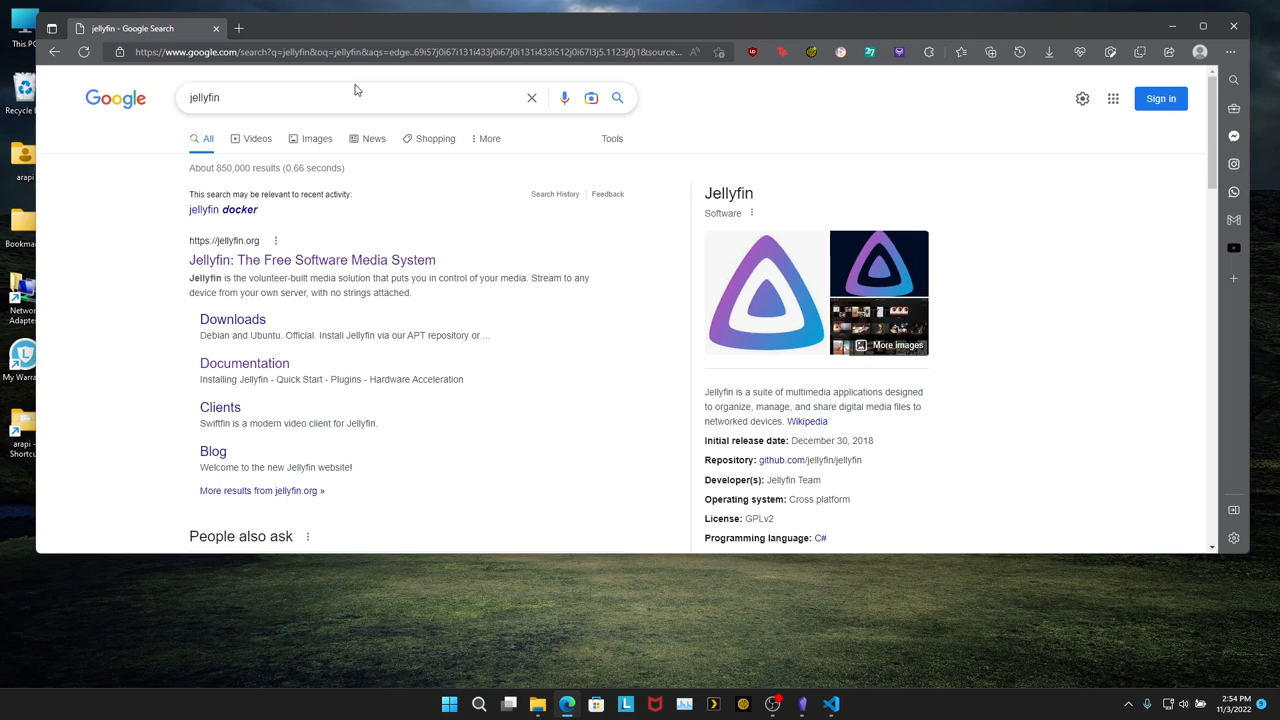 jellyfin - Google Search
https://www.google.com/search?q=jellyfin&oq=jellyfin&aqs=edge..69i57j0i67i131i433j0i67j0i131i433i512j0i67l3j5.1123j0j1&source...
Recycle
This PC
arapi
Bookma
Network
Adapte
My Warra
arapi -
Shortcu
Google
jellyfin
Sign in
All
Videos
Images
News
Shopping
More
Tools
About 850,000 results (0.66 seconds)
This search may be relevant to recent activity:
Search History
Feedback
jellyfin docker
https://jellyfin.org
Jellyfin: The Free Software Media System
Jellyfin is the volunteer-built media solution that puts you in control of your media. Stream to any
device from your own server, with no strings attached.
Downloads
Debian and Ubuntu. Official. Install Jellyfin via our APT repository or ...
Documentation
Installing Jellyfin - Quick Start - Plugins - Hardware Acceleration
Clients
Swiftfin is a modern video client for Jellyfin.
Blog
Welcome to the new Jellyfin website!
More results from jellyfin.org »
People also ask
Jellyfin
Software
More images
Jellyfin is a suite of multimedia applications designed
to organize, manage, and share digital media files to
networked devices. Wikipedia
Initial release date: December 30, 2018
Repository: github.com/jellyfin/jellyfin
Developer(s): Jellyfin Team
Operating system: Cross platform
License: GPLv2
Programming language: C#
2:54 PM
11/3/2022